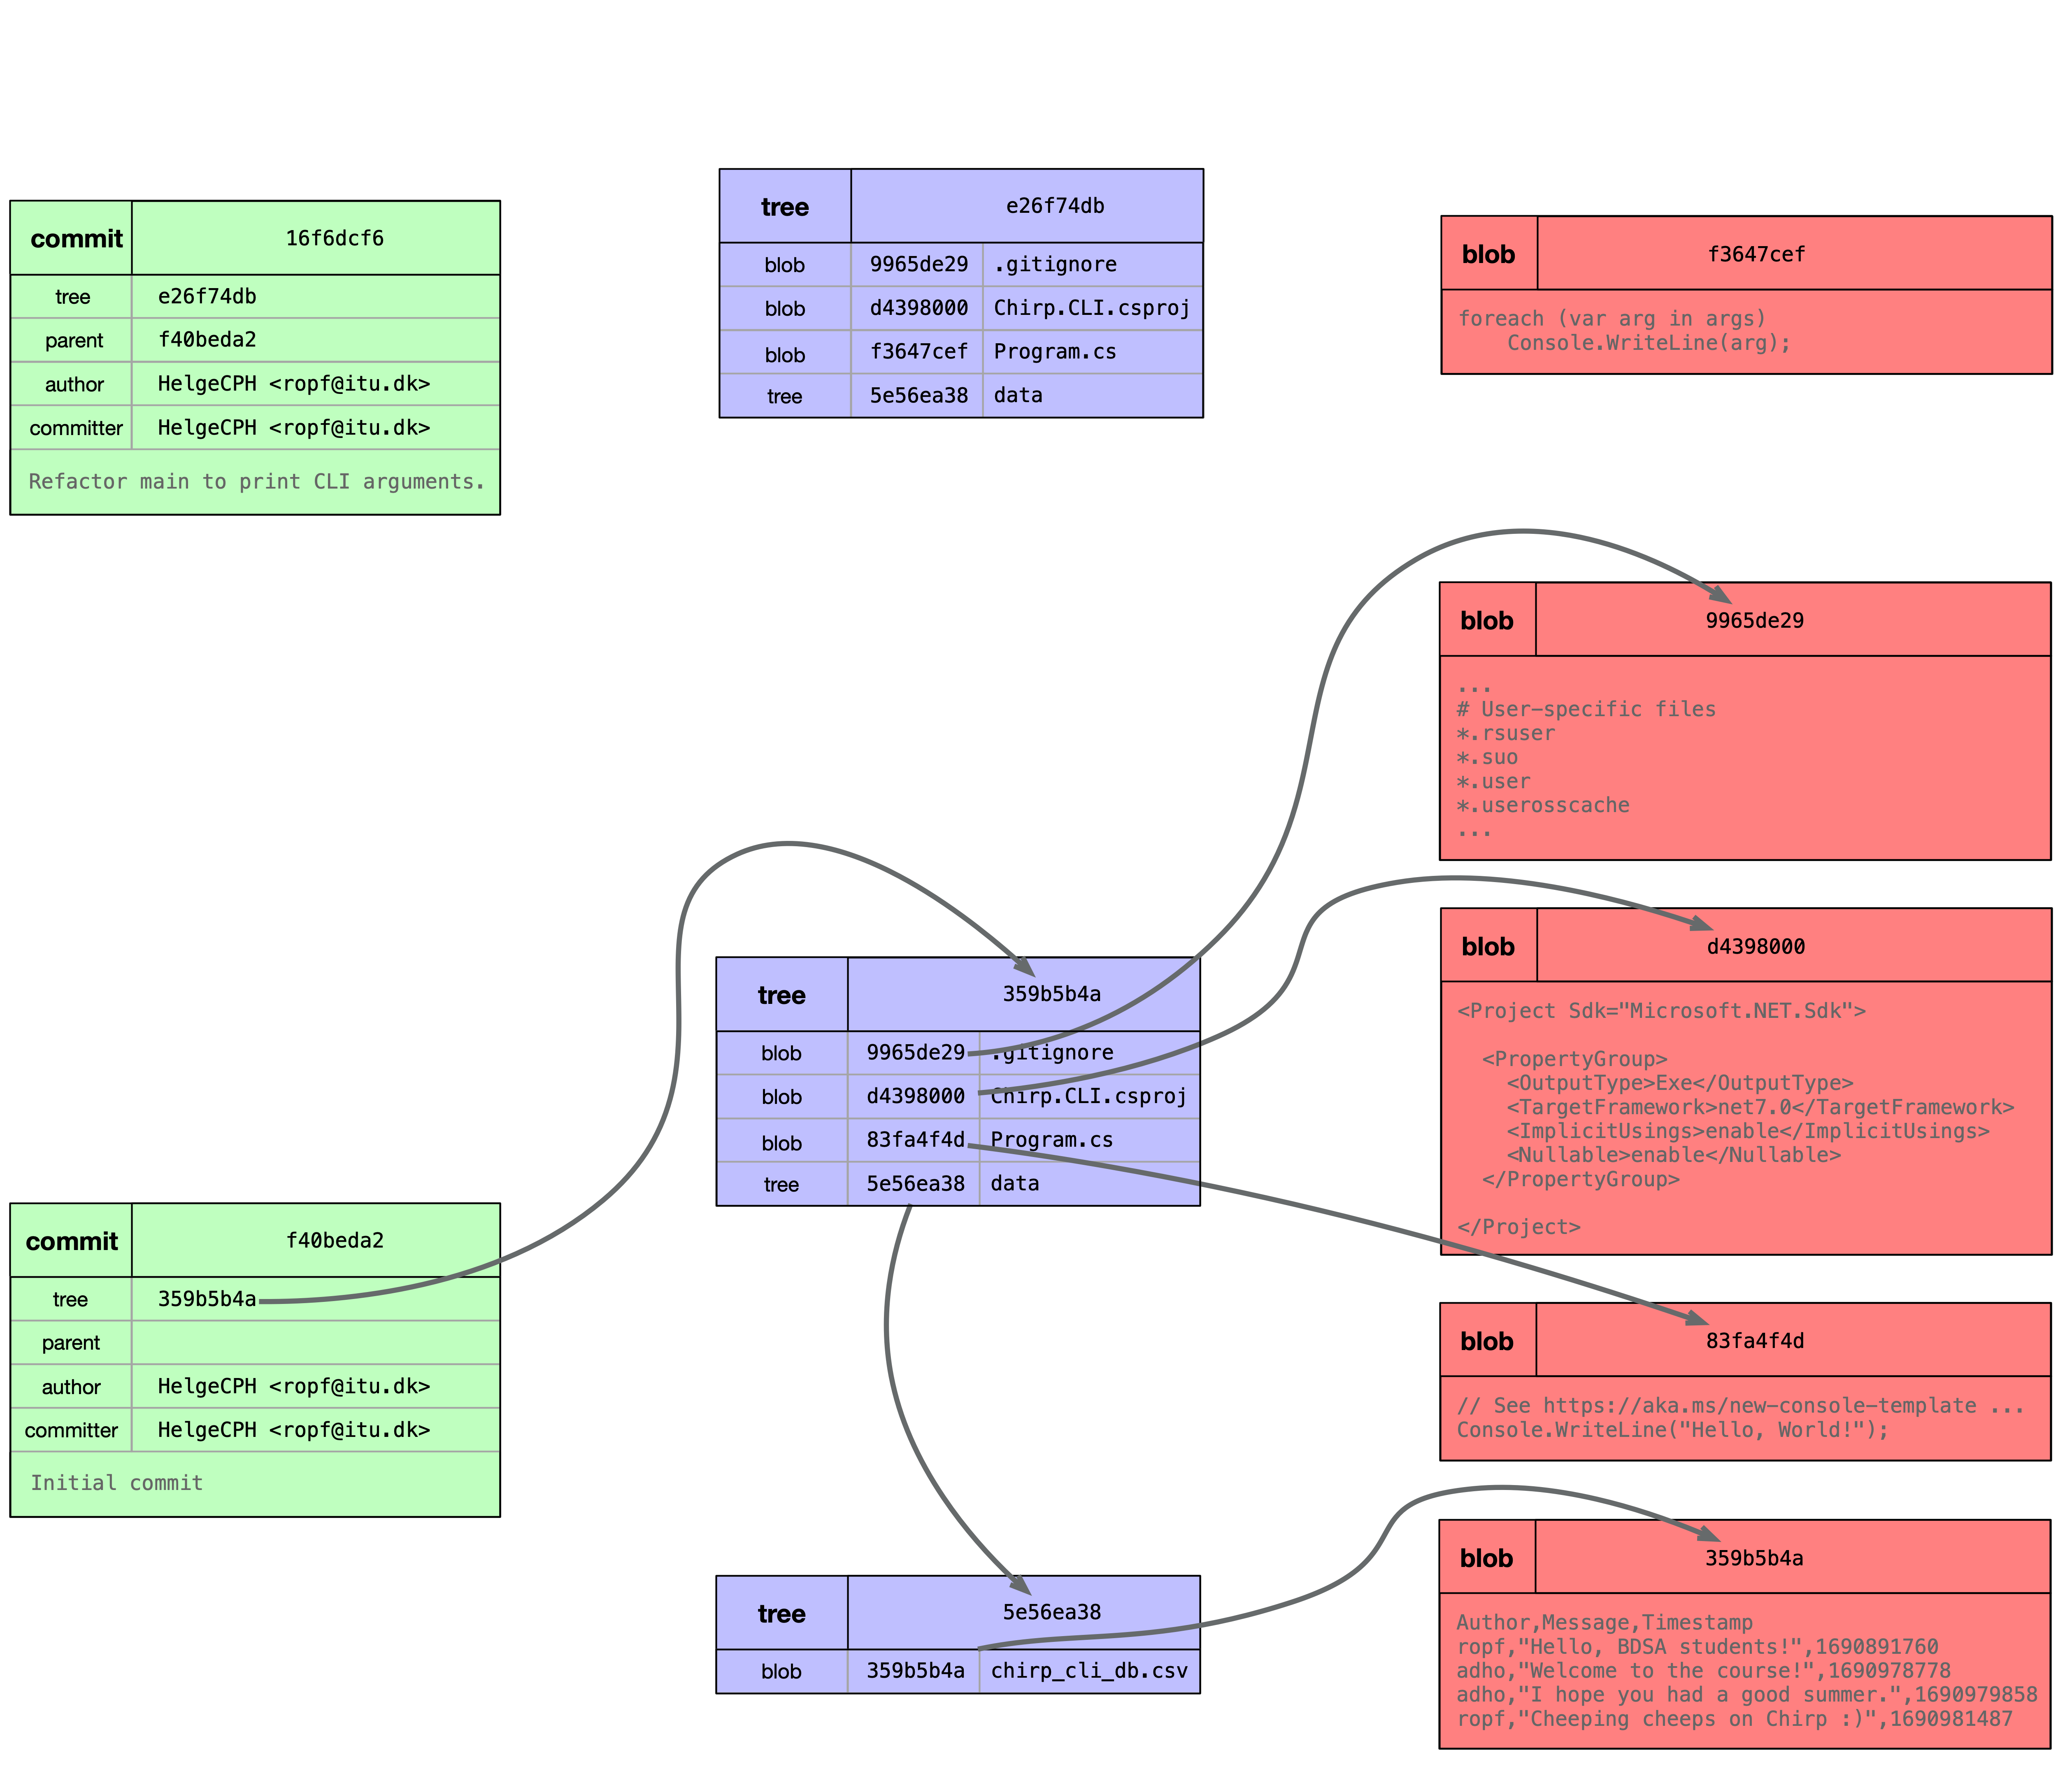 commit 16f6dcf6
tree e26f74db
parent f40beda2
author HelgeCPH <ropf@itu.dk>
committer HelgeCPH <ropf@itu.dk>
Refactor main to print CLI arguments.
tree e26f74db
blob 9965de29 .gitignore
blob d4398000 Chirp.CLI.csproj
blob f3647cef Program.cs
tree 5e56ea38 data
blob f3647cef
foreach (var arg in args)
    Console.WriteLine(arg);
blob 9965de29
...
# User-specific files
*.rsuser
*.suo
*.user
*.userosscache
...
blob d4398000
<Project Sdk="Microsoft.NET.Sdk">
  <PropertyGroup>
    <OutputType>Exe</OutputType>
    <TargetFramework>net7.0</TargetFramework>
    <ImplicitUsings>enable</ImplicitUsings>
    <Nullable>enable</Nullable>
  </PropertyGroup>
</Project>
tree 359b5b4a
blob 9965de29 .gitignore
blob d4398000 Chirp.CLI.csproj
blob 83fa4f4d Program.cs
tree 5e56ea38 data
commit f40beda2
tree 359b5b4a
parent
author HelgeCPH <ropf@itu.dk>
committer HelgeCPH <ropf@itu.dk>
Initial commit
blob 83fa4f4d
// See https://aka.ms/new-console-template ...
Console.WriteLine("Hello, World!");
tree 5e56ea38
blob 359b5b4a chirp_cli_db.csv
blob 359b5b4a
Author,Message,Timestamp
ropf,"Hello, BDSA students!",1690891760
adho,"Welcome to the course!",1690978778
adho,"I hope you had a good summer.",1690979858
ropf,"Cheeping cheeps on Chirp :)",1690981487